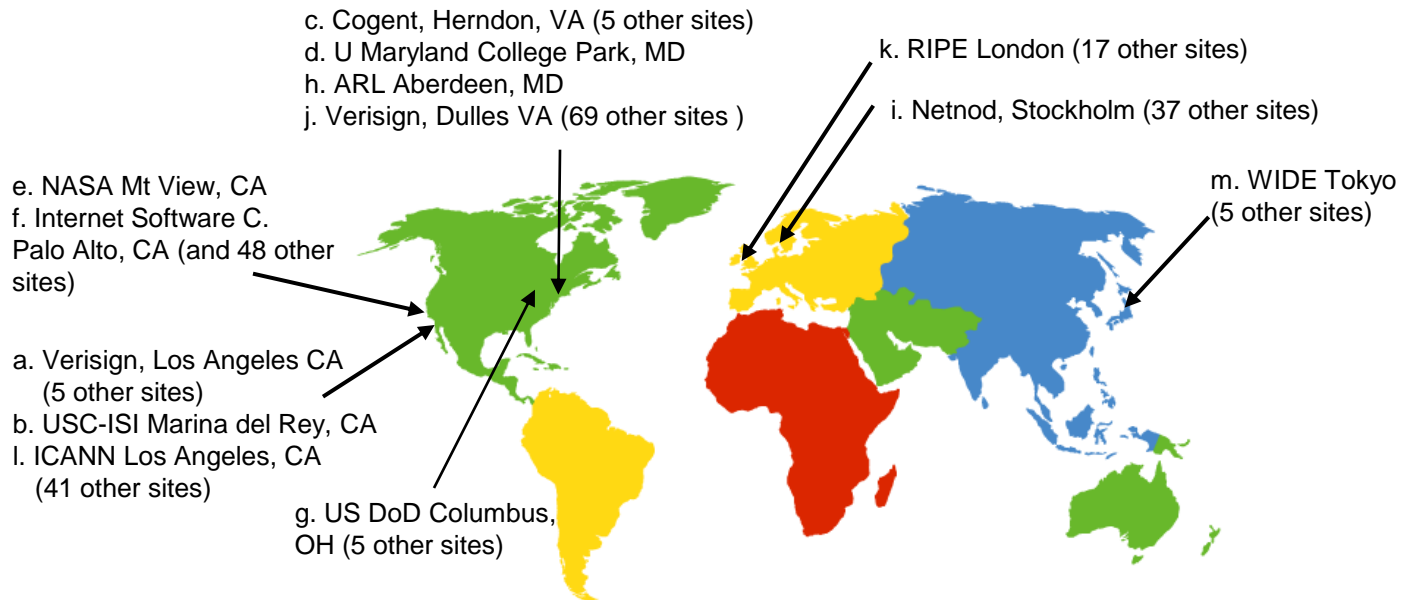 c. Cogent, Herndon, VA (5 other sites)
d. U Maryland College Park, MD
h. ARL Aberdeen, MD
j. Verisign, Dulles VA (69 other sites )
k. RIPE London (17 other sites)
i. Netnod, Stockholm (37 other sites)
m. WIDE Tokyo
(5 other sites)
e. NASA Mt View, CA
f. Internet Software C.
Palo Alto, CA (and 48 other
sites)
a. Verisign, Los Angeles CA
(5 other sites)
b. USC-ISI Marina del Rey, CA
l. ICANN Los Angeles, CA
(41 other sites)
g. US DoD Columbus,
OH (5 other sites)